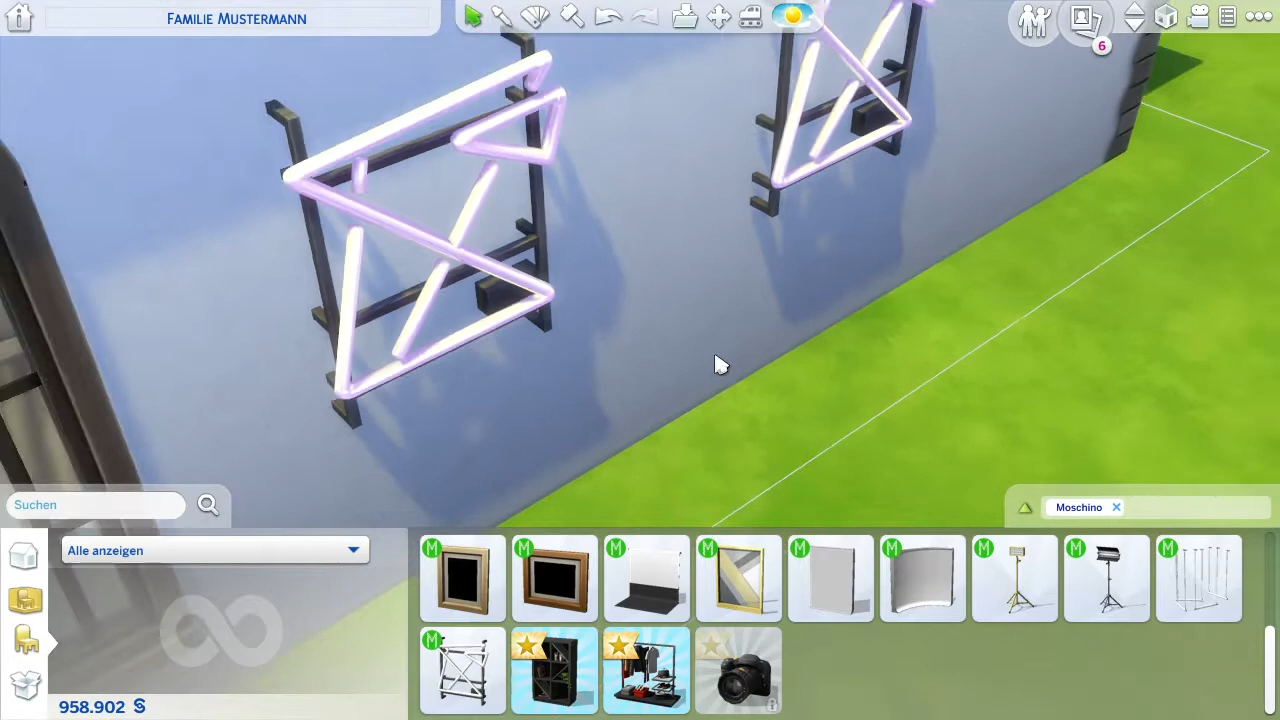 Familie Mustermann
6
Suchen
Moschino
Alle anzeigen
M M M M M M M M M
M
958.902 §